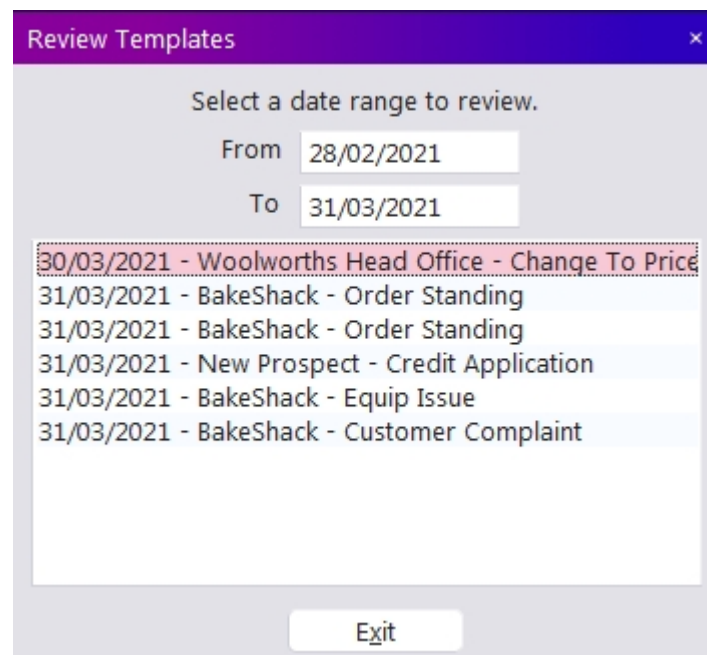 Review Templates ×
Select a date range to review.
From 28/02/2021
To 31/03/2021
30/03/2021 - Woolworths Head Office - Change To Price
31/03/2021 - BakeShack - Order Standing
31/03/2021 - BakeShack - Order Standing
31/03/2021 - New Prospect - Credit Application
31/03/2021 - BakeShack - Equip Issue
31/03/2021 - BakeShack - Customer Complaint
Exit